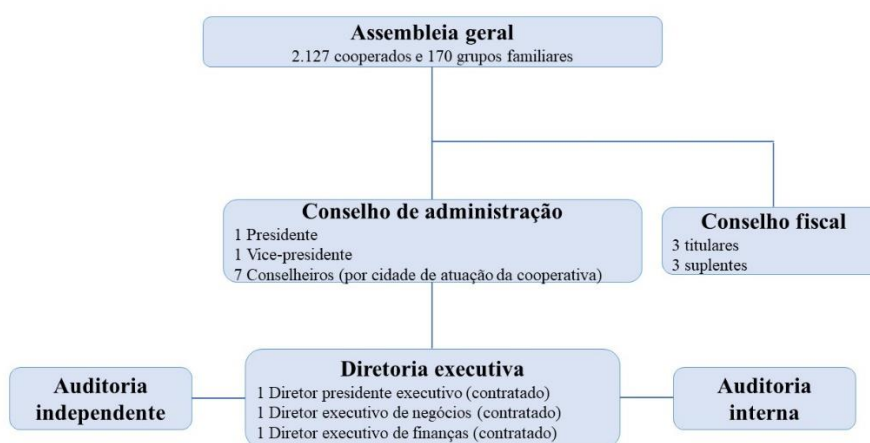 Assembleia geral
2.127 cooperados e 170 grupos familiares
Conselho de administração
1 Presidente
1 Vice-presidente
7 Conselheiros (por cidade de atuação da cooperativa)
Conselho fiscal
3 titulares
3 suplentes
Auditoria
independente
Diretoria executiva
1 Diretor presidente executivo (contratado)
1 Diretor executivo de negócios (contratado)
1 Diretor executivo de finanças (contratado)
Auditoria
interna